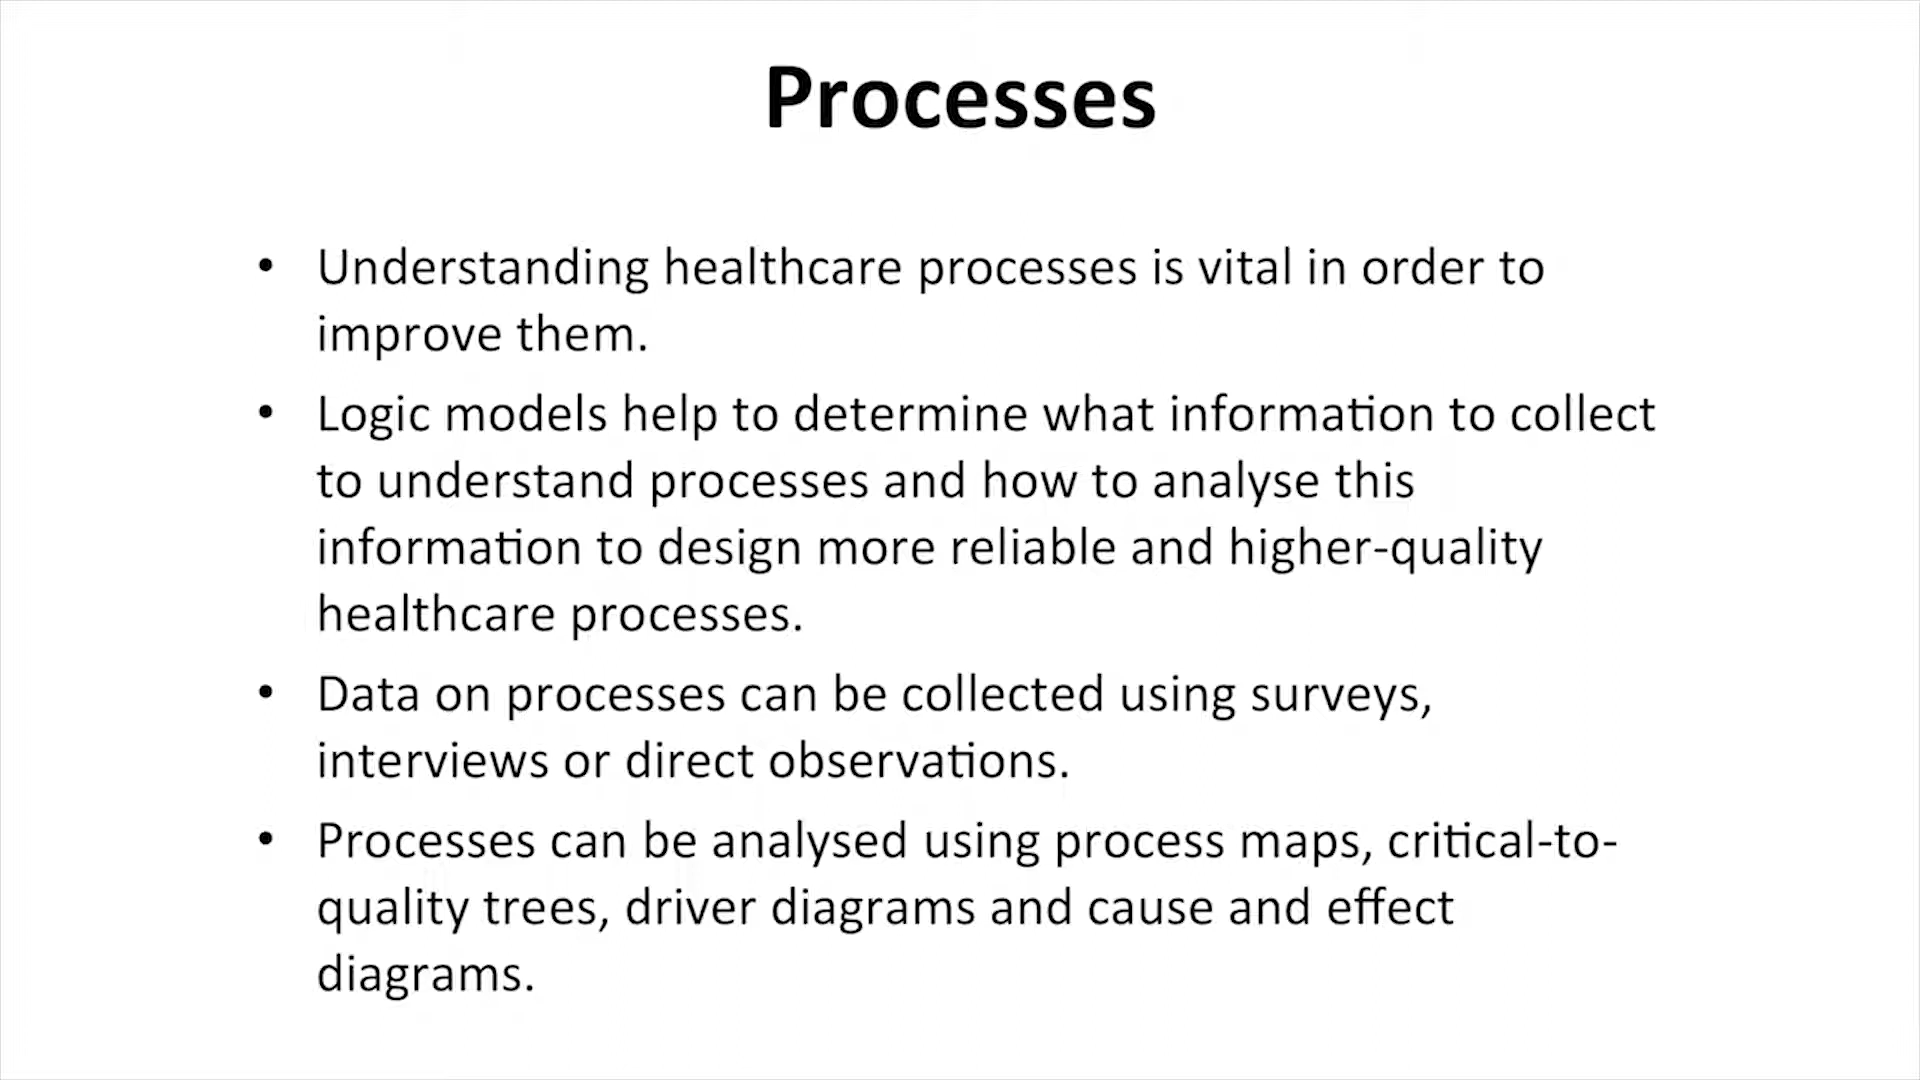 Processes
• Understanding healthcare processes is vital in order to
improve them.
• Logic models help to determine what information to collect
to understand processes and how to analyse this
information to design more reliable and higher-quality
healthcare processes.
• Data on processes can be collected using surveys,
interviews or direct observations.
• Processes can be analysed using process maps, critical-to-
quality trees, driver diagrams and cause and effect
diagrams.